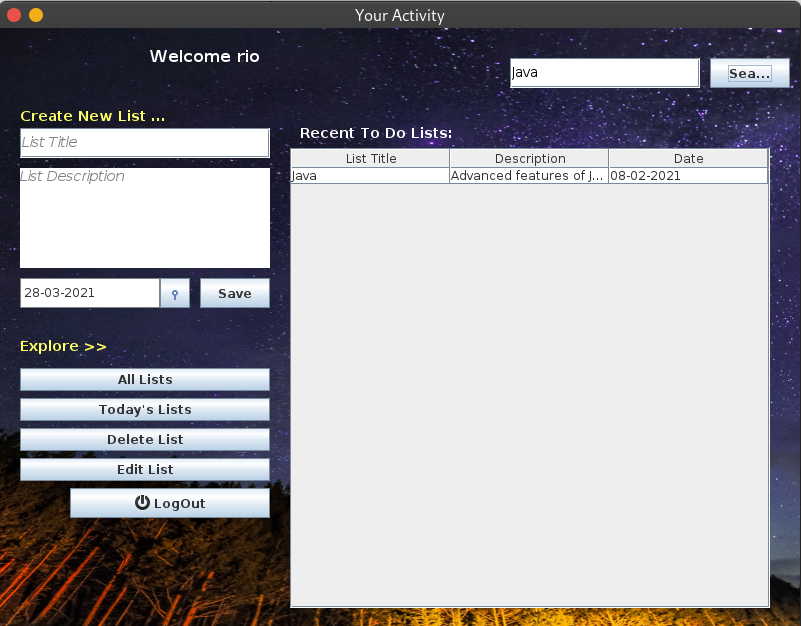 Your Activity
Welcome rio
Java
Sea...
Create New List ...
List Title
List Description
28-03-2021
Save
Explore >>
All Lists
Today's Lists
Delete List
Edit List
LogOut
Recent To Do Lists:
List Title Description Date
Java Advanced features of J... 08-02-2021